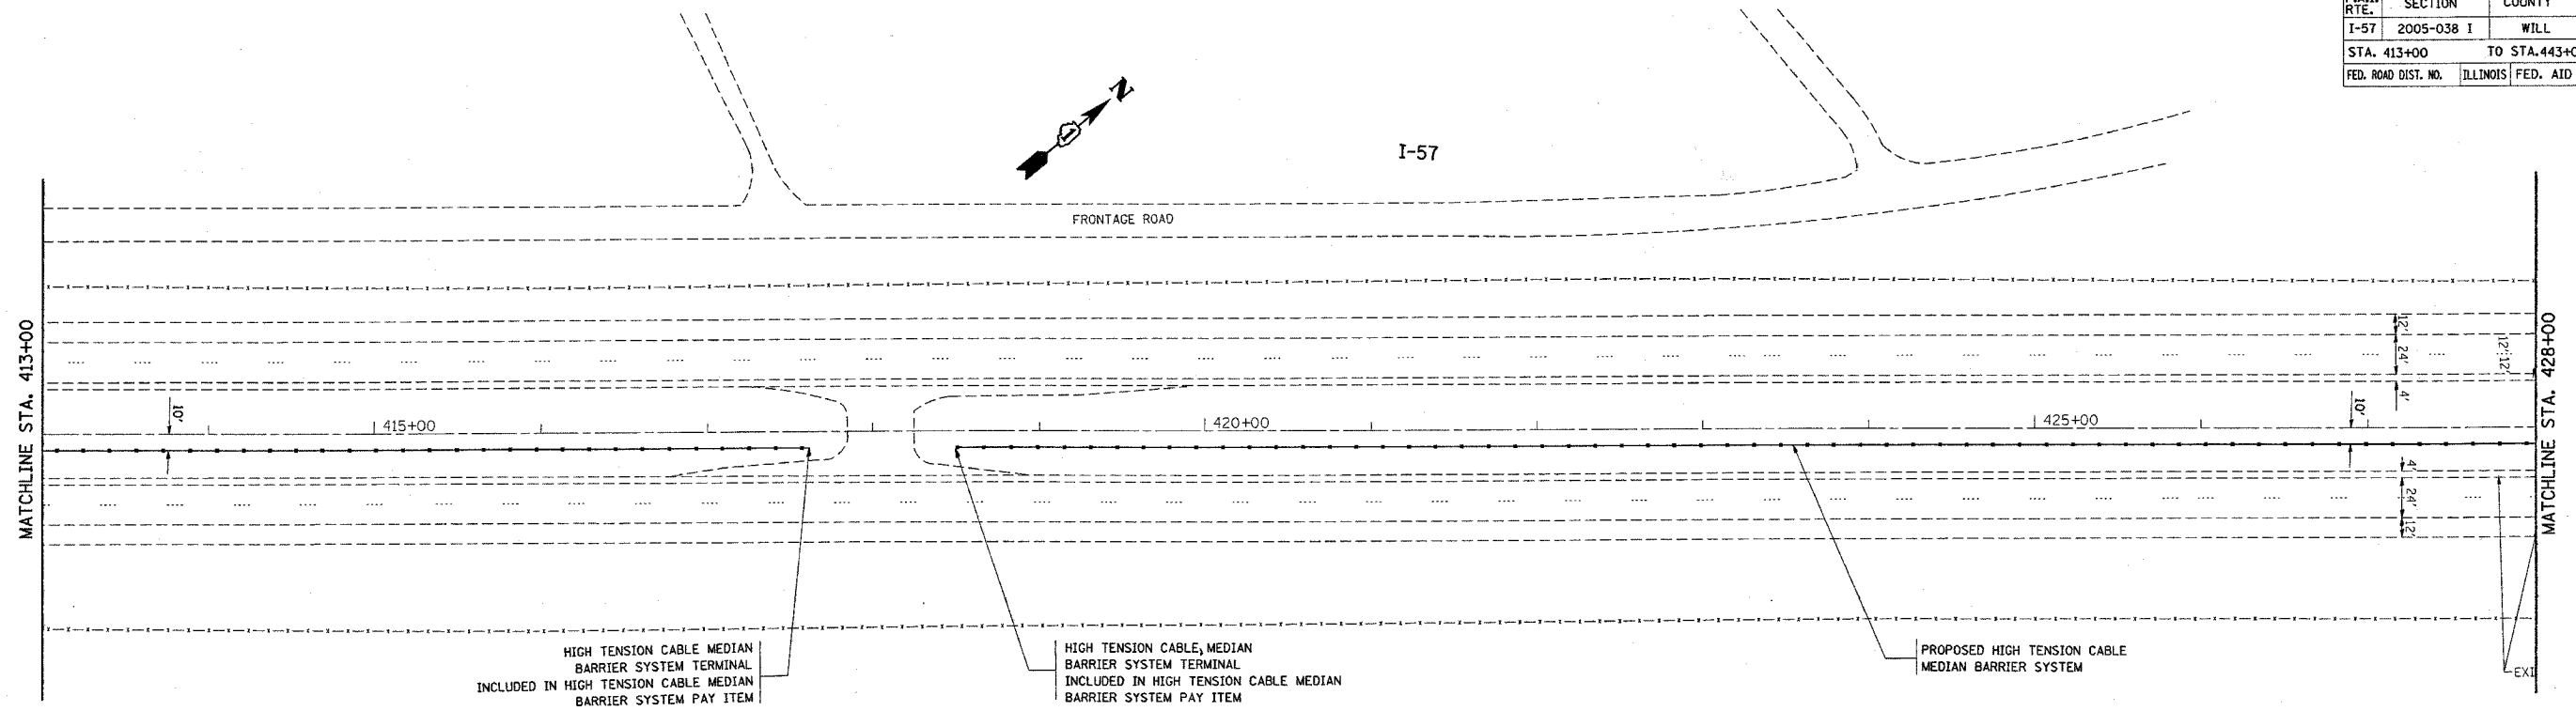 RTE. SECTION COUNTY
I-57 2005-038 I WILL
STA. 413+00 TO STA.443+0
FED. ROAD DIST. NO. ILLINOIS FED. AID
N
1
I-57
FRONTAGE ROAD
MATCHLINE STA. 413+00
MATCHLINE STA. 428+00
12'
24'
12' 12'
4'
10'
415+00
420+00
425+00
10'
4'
24'
12'
HIGH TENSION CABLE MEDIAN
BARRIER SYSTEM TERMINAL
INCLUDED IN HIGH TENSION CABLE MEDIAN
BARRIER SYSTEM PAY ITEM
HIGH TENSION CABLE, MEDIAN
BARRIER SYSTEM TERMINAL
INCLUDED IN HIGH TENSION CABLE MEDIAN
BARRIER SYSTEM PAY ITEM
PROPOSED HIGH TENSION CABLE
MEDIAN BARRIER SYSTEM
EXI